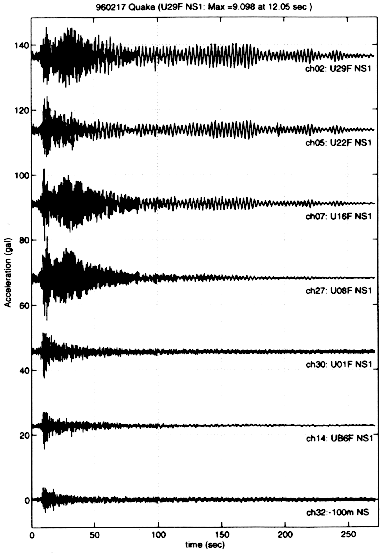 960217 Quake (U29F NS1: Max =9.098 at 12.05 sec )
140
ch02: U29F NS1
120
ch05: U22F NS1
100
ch07: U16F NS1
80
Acceleration (gal)
ch27: U08F NS1
60
40
ch30: U01F NS1
20
ch14: UB6F NS1
0
ch32:-100m NS
0 50 100 150 200 250
time (sec)